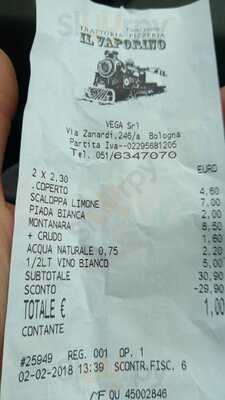 TRATTORIA PIZZERIA
IL VAPORINO
VEGA Srl
Via Zanardi,246/a Bologna
Partita Iva--02295681205
Tel. 051/6347070
EURO
2 X 2,30
.COPERTO 4,60
SCALOPPA LIMONE 7,00
PIADA BIANCA 2,00
MONTANARA 8,50
+ CRUDO 1,60
ACQUA NATURALE 0,75 2,20
1/2LT VINO BIANCO 5,00
SUBTOTALE 30,90
SCONTO -29,90
TOTALE € 1,00
CONTANTE
#25949 REG. 001 OP. 1
02-02-2018 13:39 SCONTR.FISC. 6
QU 45002846